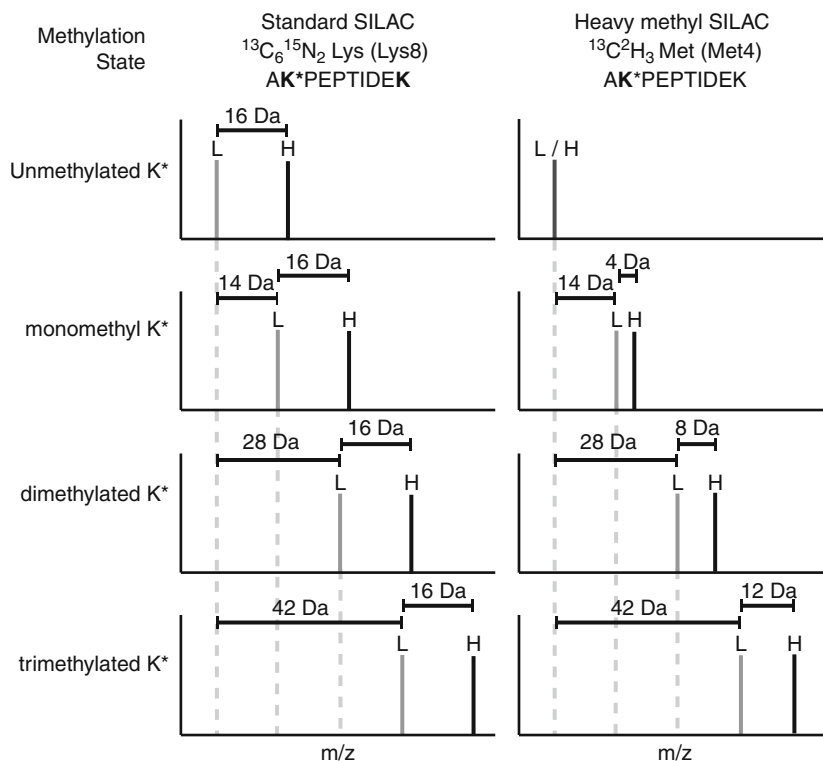 Methylation
State
Standard SILAC
¹³C₆¹⁵N₂ Lys (Lys8)
AK*PEPTIDEK
Heavy methyl SILAC
¹³C²H₃ Met (Met4)
AK*PEPTIDEK
Unmethylated K*
16 Da
L H
L / H
monomethyl K*
16 Da
14 Da
L H
4 Da
14 Da
L H
dimethylated K*
16 Da
28 Da
L H
8 Da
28 Da
L H
trimethylated K*
16 Da
42 Da
L H
12 Da
42 Da
L H
m/z
m/z